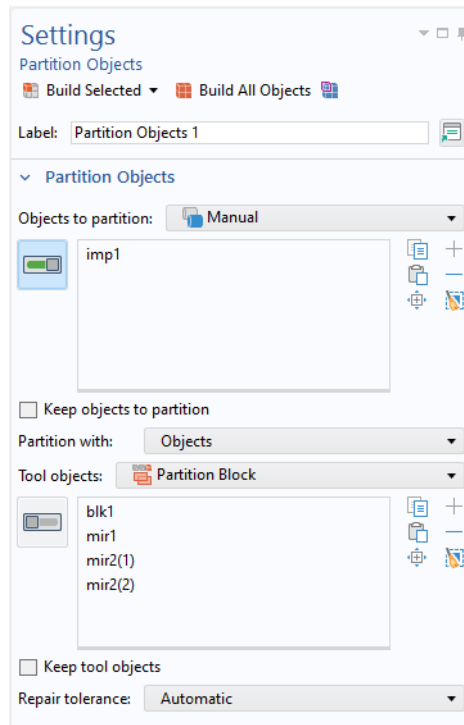 Settings
Partition Objects
Build Selected Build All Objects
Label: Partition Objects 1
Partition Objects
Objects to partition: Manual
imp1
Keep objects to partition
Partition with: Objects
Tool objects: Partition Block
blk1
mir1
mir2(1)
mir2(2)
Keep tool objects
Repair tolerance: Automatic